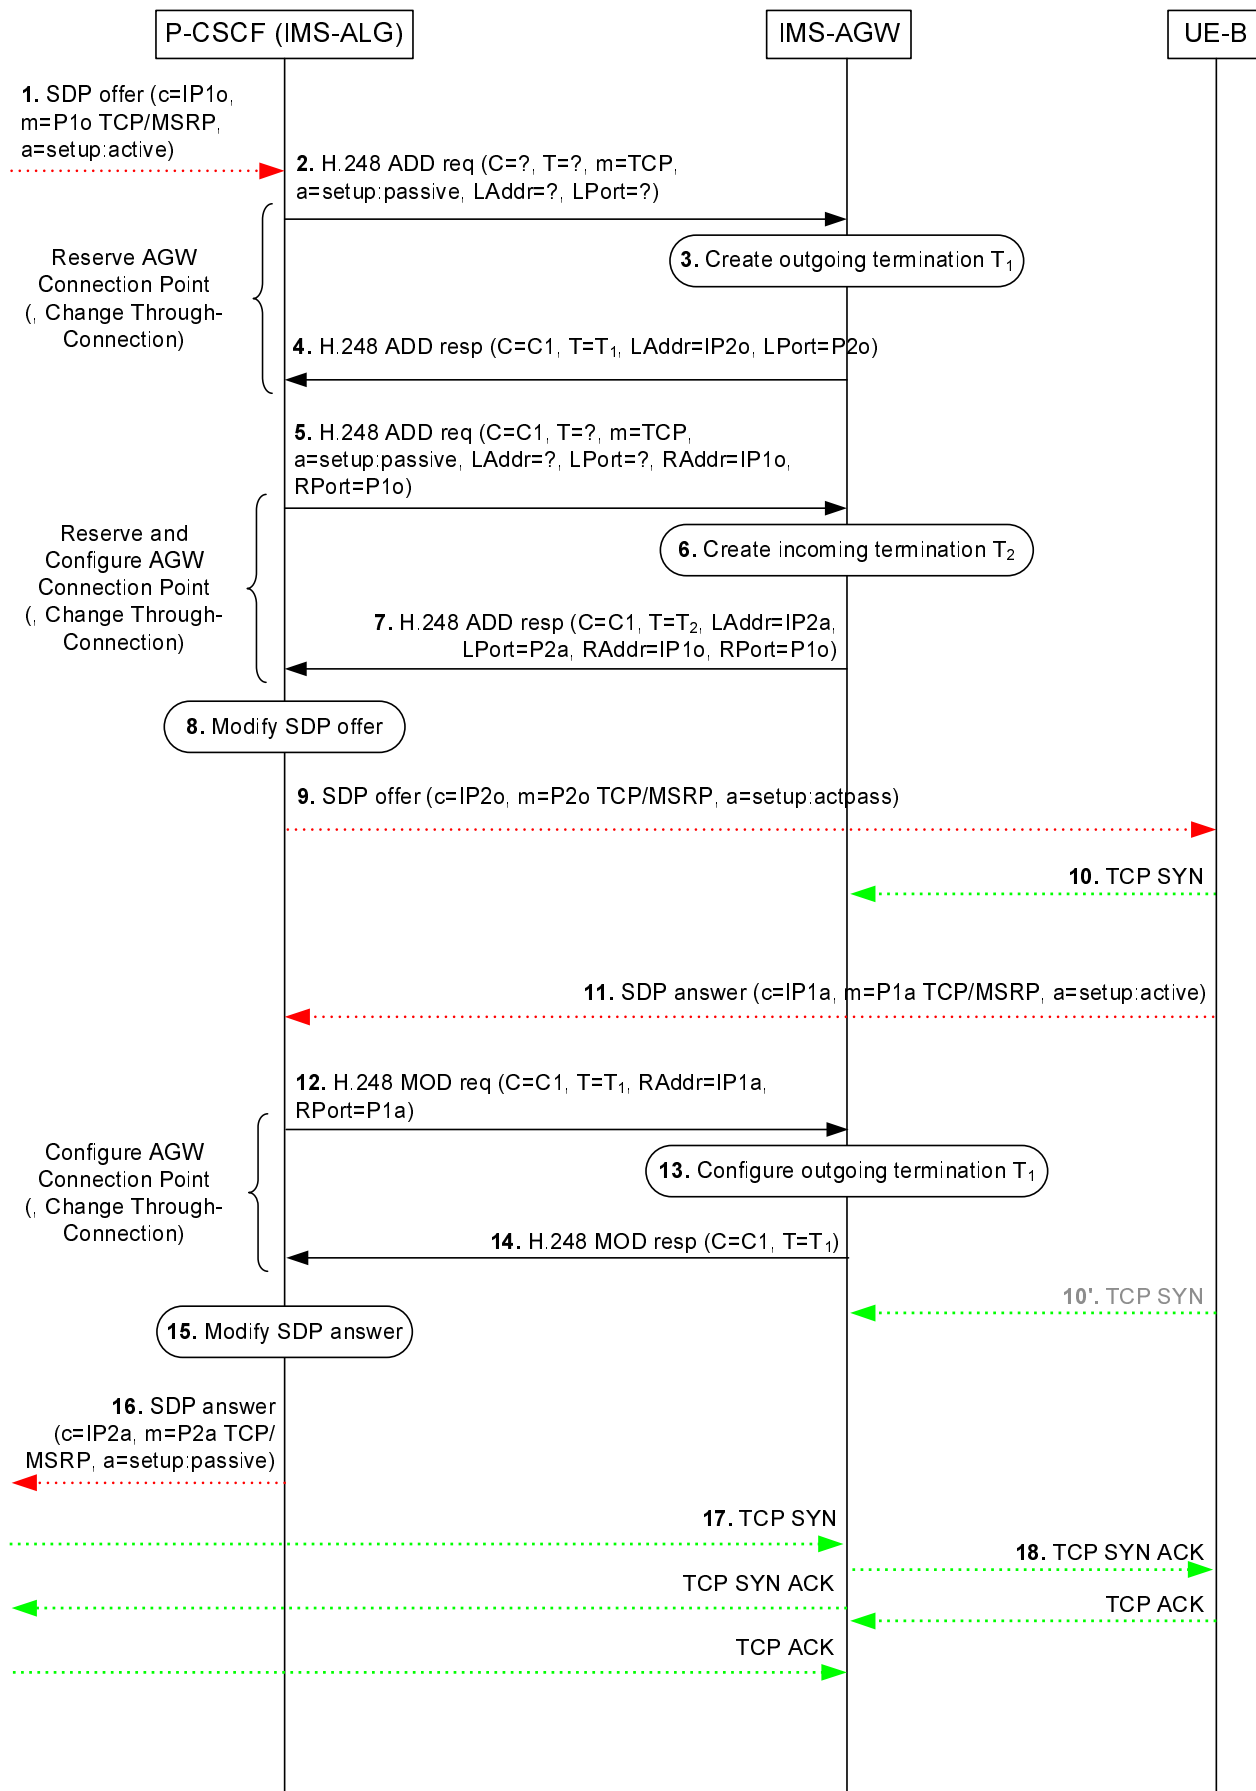 P-CSCF (IMS-ALG)
IMS-AGW
UE-B
1. SDP offer (c=IP1o,
m=P1o TCP/MSRP,
a=setup:active)
2. H.248 ADD req (C=?, T=?, m=TCP,
a=setup:passive, LAddr=?, LPort=?)
Reserve AGW
Connection Point
(, Change Through-
Connection)
3. Create outgoing termination T1
4. H.248 ADD resp (C=C1, T=T1, LAddr=IP2o, LPort=P2o)
5. H.248 ADD req (C=C1, T=?, m=TCP,
a=setup:passive, LAddr=?, LPort=?, RAddr=IP1o,
RPort=P1o)
Reserve and
Configure AGW
Connection Point
(, Change Through-
Connection)
6. Create incoming termination T2
7. H.248 ADD resp (C=C1, T=T2, LAddr=IP2a,
LPort=P2a, RAddr=IP1o, RPort=P1o)
8. Modify SDP offer
9. SDP offer (c=IP2o, m=P2o TCP/MSRP, a=setup:actpass)
10. TCP SYN
11. SDP answer (c=IP1a, m=P1a TCP/MSRP, a=setup:active)
12. H.248 MOD req (C=C1, T=T1, RAddr=IP1a,
RPort=P1a)
Configure AGW
Connection Point
(, Change Through-
Connection)
13. Configure outgoing termination T1
14. H.248 MOD resp (C=C1, T=T1)
10'. TCP SYN
15. Modify SDP answer
16. SDP answer
(c=IP2a, m=P2a TCP/
MSRP, a=setup:passive)
17. TCP SYN
18. TCP SYN ACK
TCP SYN ACK
TCP ACK
TCP ACK